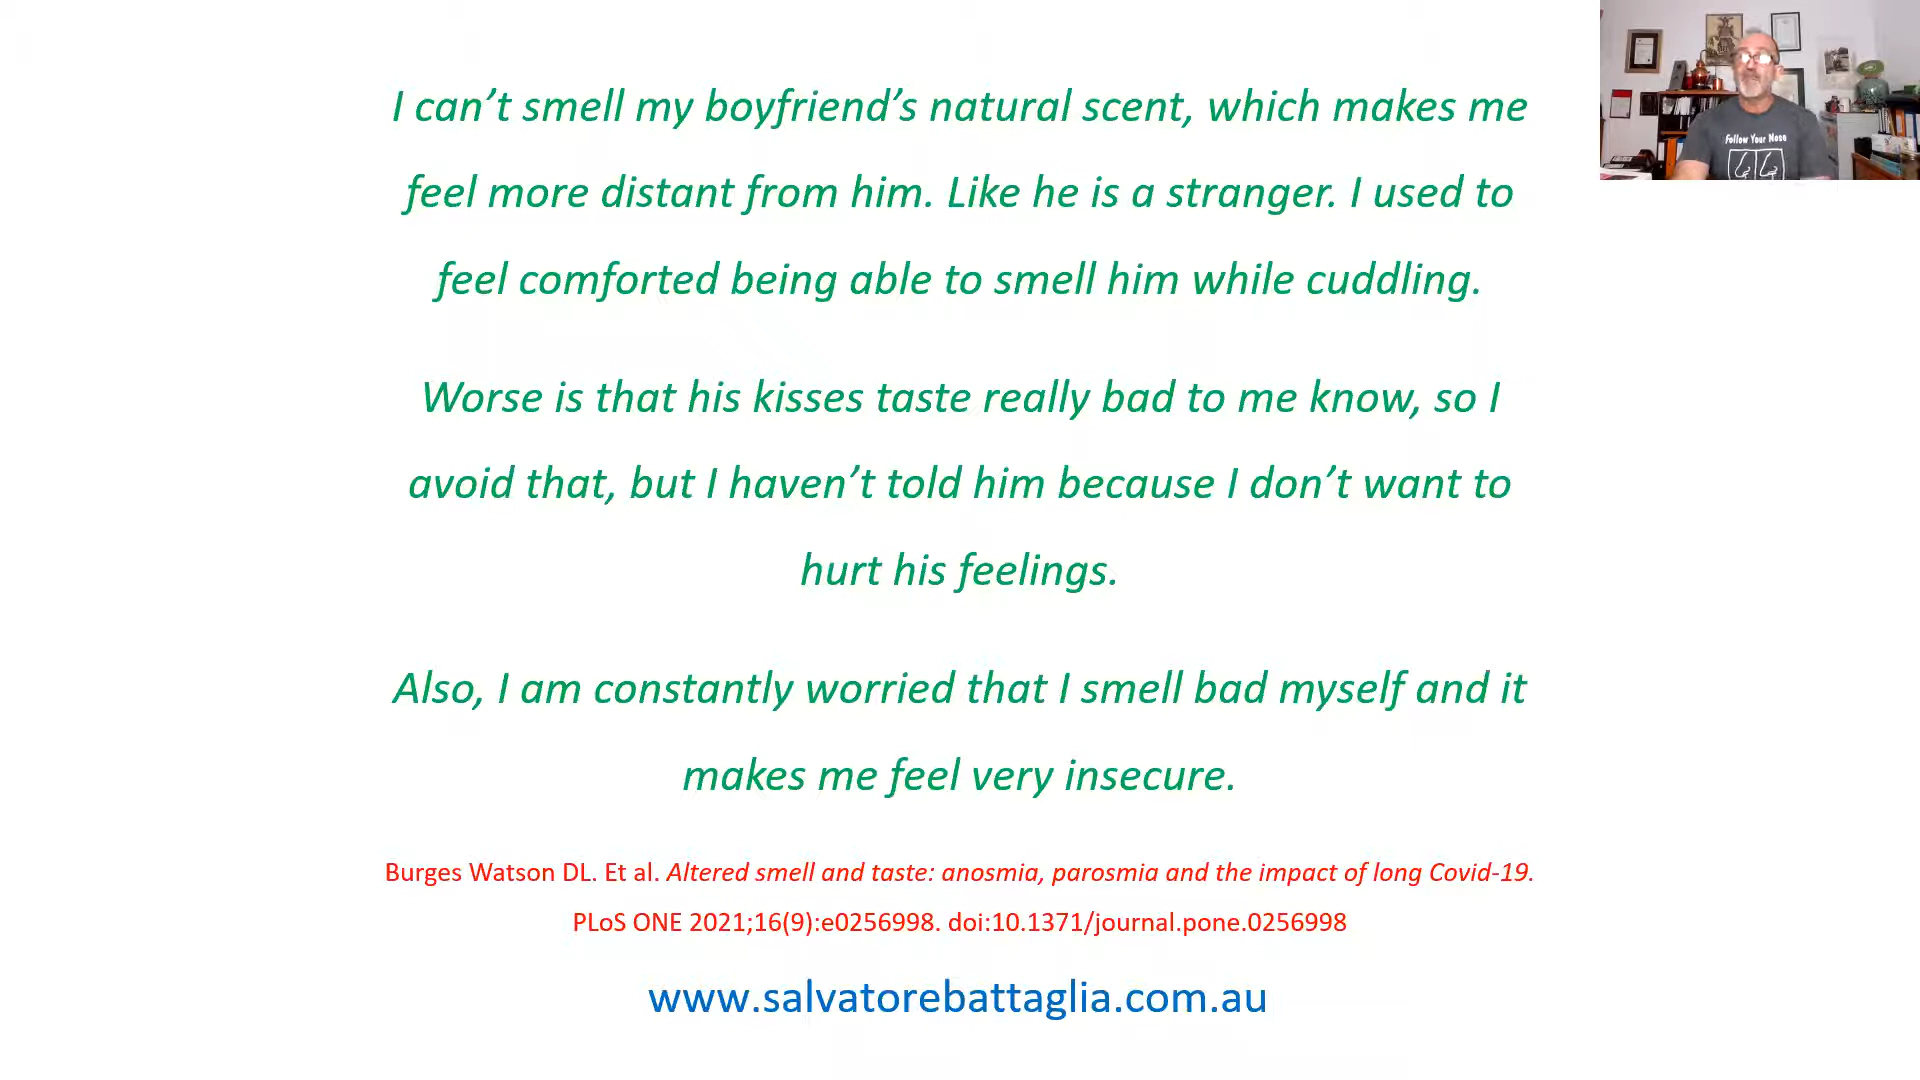 I can’t smell my boyfriend’s natural scent, which makes me
feel more distant from him. Like he is a stranger. I used to
feel comforted being able to smell him while cuddling.
Worse is that his kisses taste really bad to me know, so I
avoid that, but I haven’t told him because I don’t want to
hurt his feelings.
Also, I am constantly worried that I smell bad myself and it
makes me feel very insecure.
Burges Watson DL. Et al. Altered smell and taste: anosmia, parosmia and the impact of long Covid-19.
PLoS ONE 2021;16(9):e0256998. doi:10.1371/journal.pone.0256998
www.salvatorebattaglia.com.au
Follow Your Nose